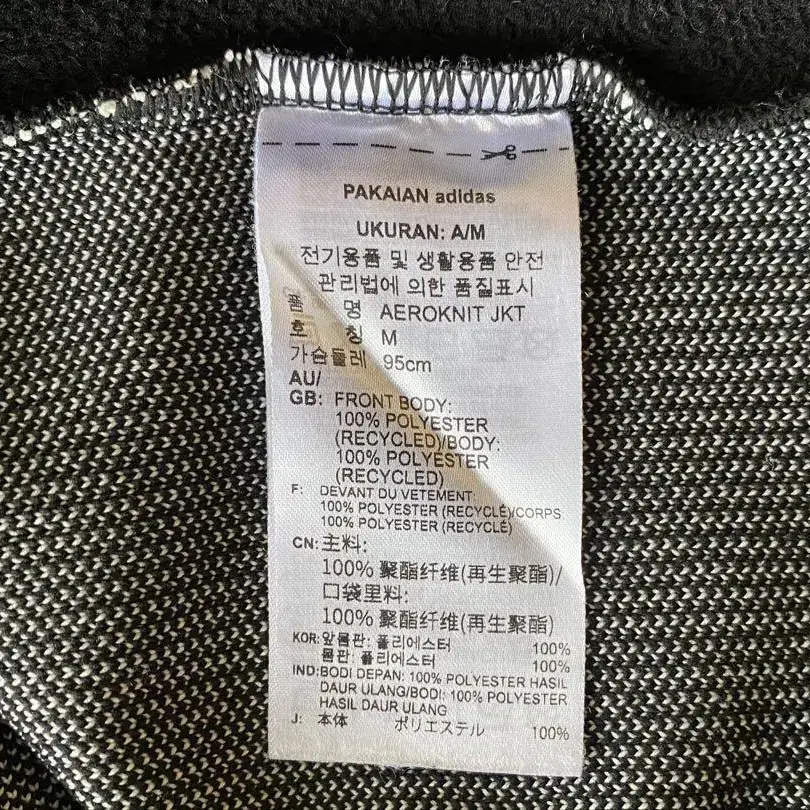 PAKAIAN adidas
UKURAN: A/M
전기용품 및 생활용품 안전
관리법에 의한 품질표시
품 명 AEROKNIT JKT
호 칭 M
가슴둘레 95cm
AU/
GB: FRONT BODY:
100% POLYESTER
(RECYCLED)/BODY:
100% POLYESTER
(RECYCLED)
F: DEVANT DU VETEMENT:
100% POLYESTER (RECYCLÉ)/CORPS:
100% POLYESTER (RECYCLÉ)
CN: 主料:
100% 聚酯纤维(再生聚酯)/
口袋里料:
100% 聚酯纤维(再生聚酯)
KOR: 앞몸판: 폴리에스터 100%
몸판: 폴리에스터 100%
IND: BODI DEPAN: 100% POLYESTER HASIL
DAUR ULANG/BODI: 100% POLYESTER
HASIL DAUR ULANG
J: 本体 ポリエステル 100%